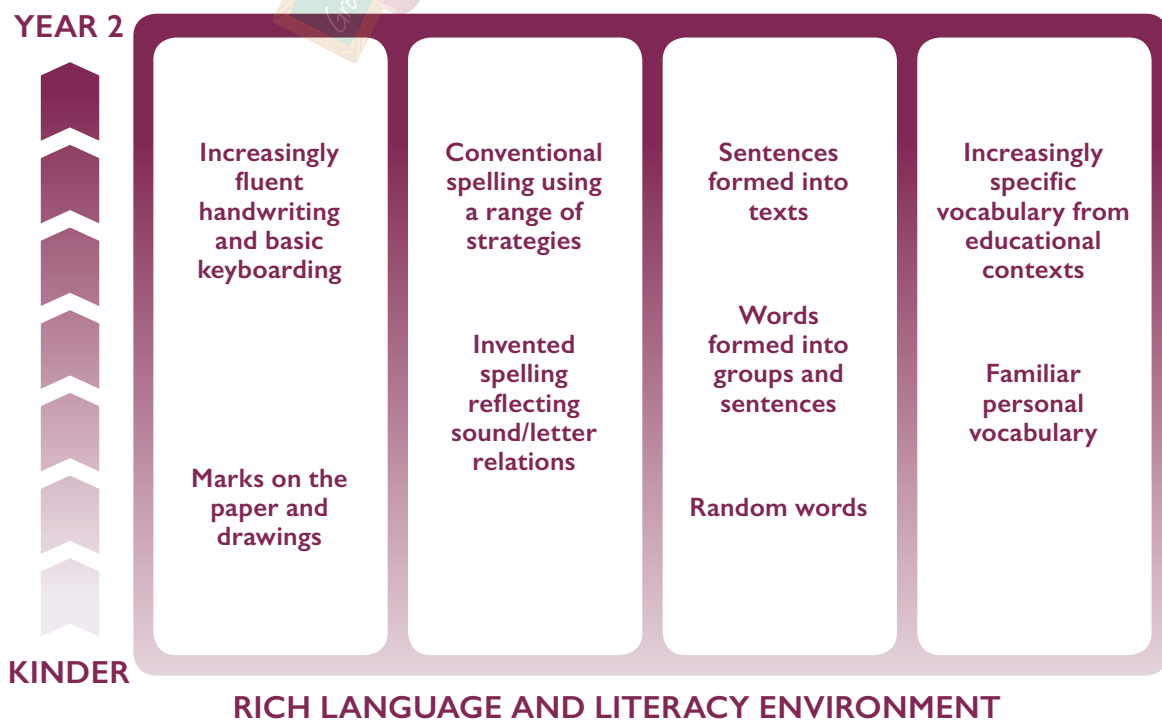 YEAR 2
Increasingly
fluent
handwriting
and basic
keyboarding
Marks on the
paper and
drawings
Conventional
spelling using
a range of
strategies
Invented
spelling
reflecting
sound/letter
relations
Sentences
formed into
texts
Words
formed into
groups and
sentences
Random words
Increasingly
specific
vocabulary from
educational
contexts
Familiar
personal
vocabulary
KINDER
RICH LANGUAGE AND LITERACY ENVIRONMENT